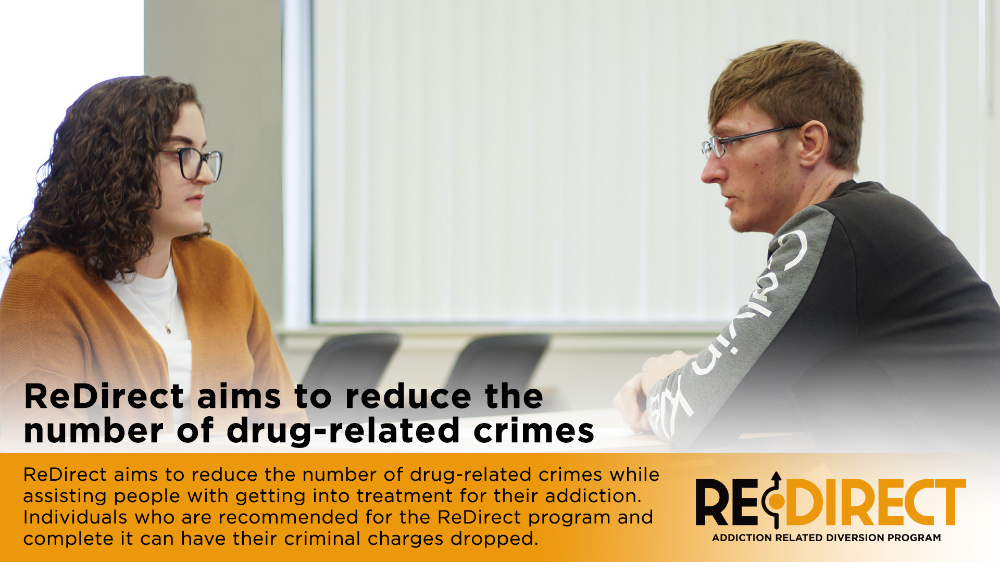 Calvin Kle
ReDirect aims to reduce the
number of drug-related crimes
ReDirect aims to reduce the number of drug-related crimes while
assisting people with getting into treatment for their addiction.
Individuals who are recommended for the ReDirect program and
complete it can have their criminal charges dropped.
REDIRECT
ADDICTION RELATED DIVERSION PROGRAM